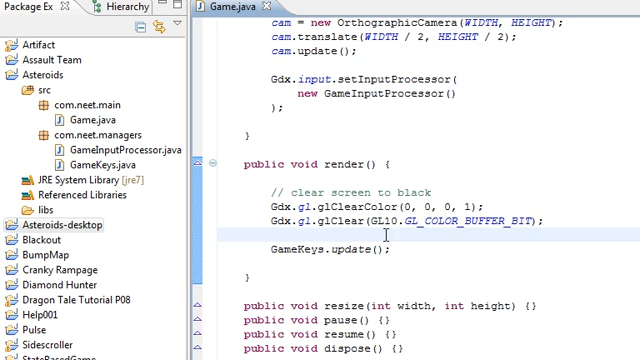 Package Ex
Hierarchy
Artifact
Assault Team
Asteroids
src
com.neet.main
Game.java
com.neet.managers
GameInputProcessor.java
GameKeys.java
JRE System Library [jre7]
Referenced Libraries
libs
Asteroids-desktop
Blackout
BumpMap
Crazy Rampage
Diamond Hunter
Dragon Tale Tutorial P08
Help001
Pulse
Sidescroller
StateBasedGame
Game.java
cam = new OrthographicCamera(WIDTH, HEIGHT);
cam.translate(WIDTH / 2, HEIGHT / 2);
cam.update();
Gdx.input.setInputProcessor(
new GameInputProcessor()
);
}
public void render() {
// clear screen to black
Gdx.gl.glClearColor(0, 0, 0, 1);
Gdx.gl.glClear(GL10.GL_COLOR_BUFFER_BIT);
GameKeys.update();
}
public void resize(int width, int height) {}
public void pause() {}
public void resume() {}
public void dispose() {}